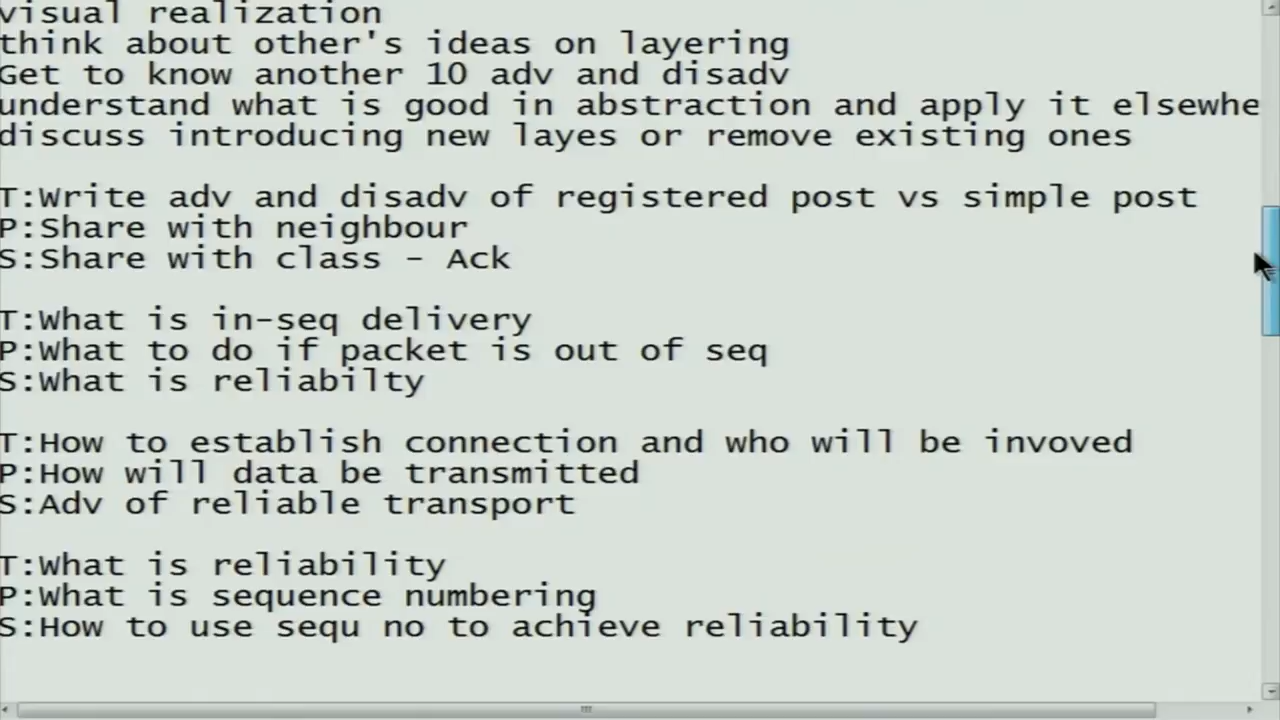 visual realization
think about other's ideas on layering
Get to know another 10 adv and disadv
understand what is good in abstraction and apply it elsewhe
discuss introducing new layes or remove existing ones
T:Write adv and disadv of registered post vs simple post
P:Share with neighbour
S:Share with class - Ack
T:What is in-seq delivery
P:What to do if packet is out of seq
S:What is reliabilty
T:How to establish connection and who will be invoved
P:How will data be transmitted
S:Adv of reliable transport
T:What is reliability
P:What is sequence numbering
S:How to use sequ no to achieve reliability